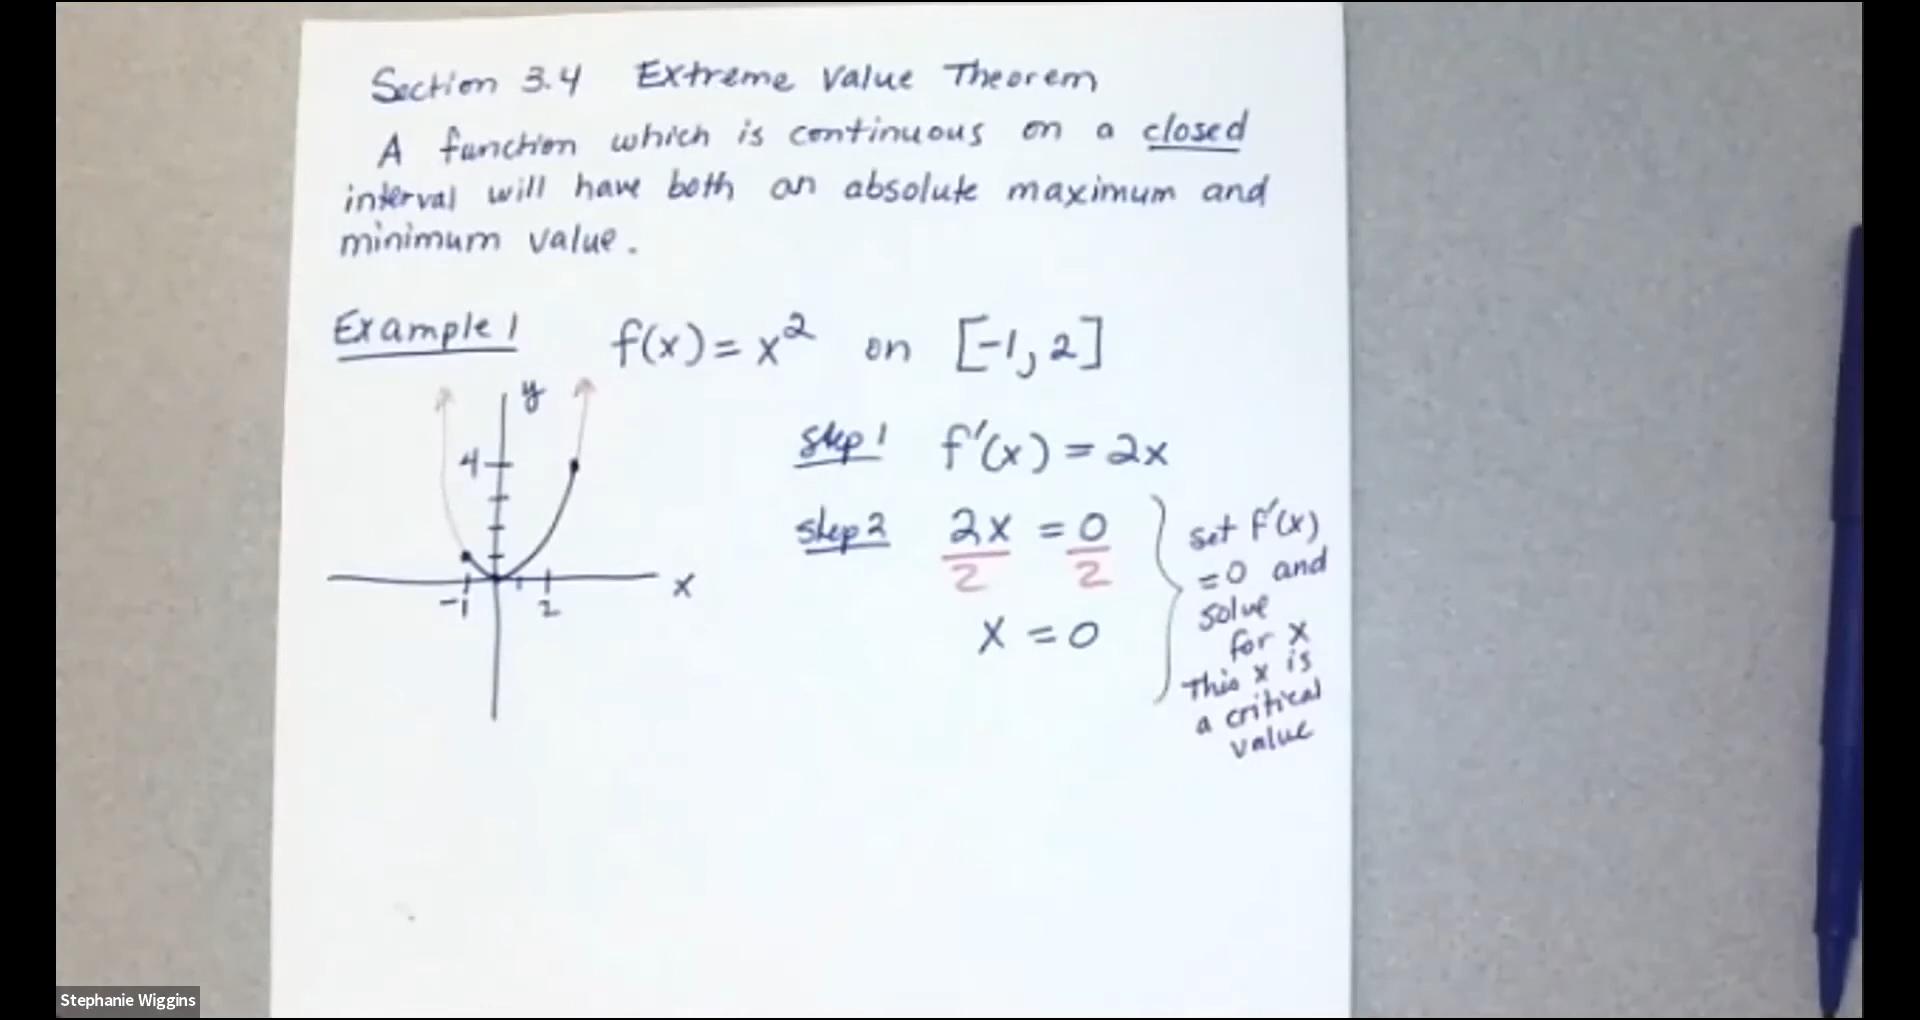 Section 3.4 Extreme Value Theorem
A function which is continuous on a closed
interval will have both an absolute maximum and
minimum value.
Example 1 f(x) = x² on [-1, 2]
y
4
-1 2 x
step 1 f'(x) = 2x
step 2 2x = 0
2 2
x = 0
set f'(x)
= 0 and
solve
for x
This x is
a critical
value
Stephanie Wiggins